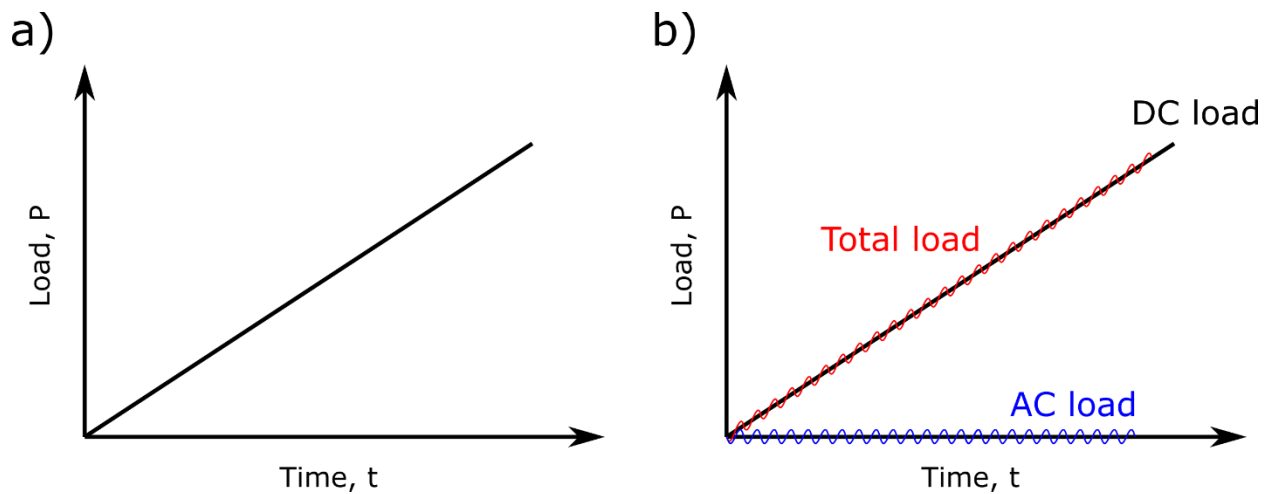 a)
Load, P
Time, t
b)
DC load
Total load
Load, P
AC load
Time, t